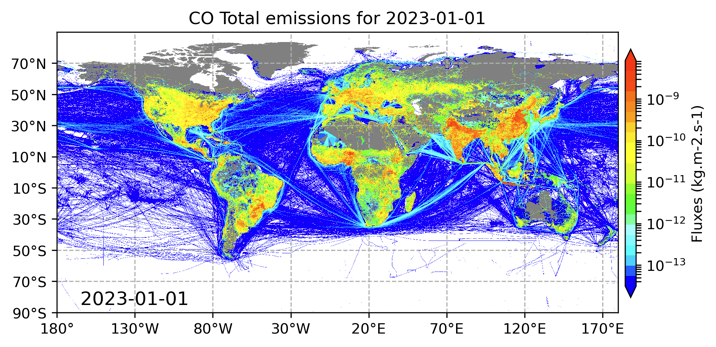 CO Total emissions for 2023-01-01
70°N
50°N
30°N
10°N
10°S
30°S
50°S
70°S
90°S
2023-01-01
180 130°W 80°W 30°W 20°E 70°E 120°E 170°E
10⁻⁹
10⁻¹⁰
10⁻¹¹
10⁻¹²
10⁻¹³
Fluxes (kg.m-2.s-1)